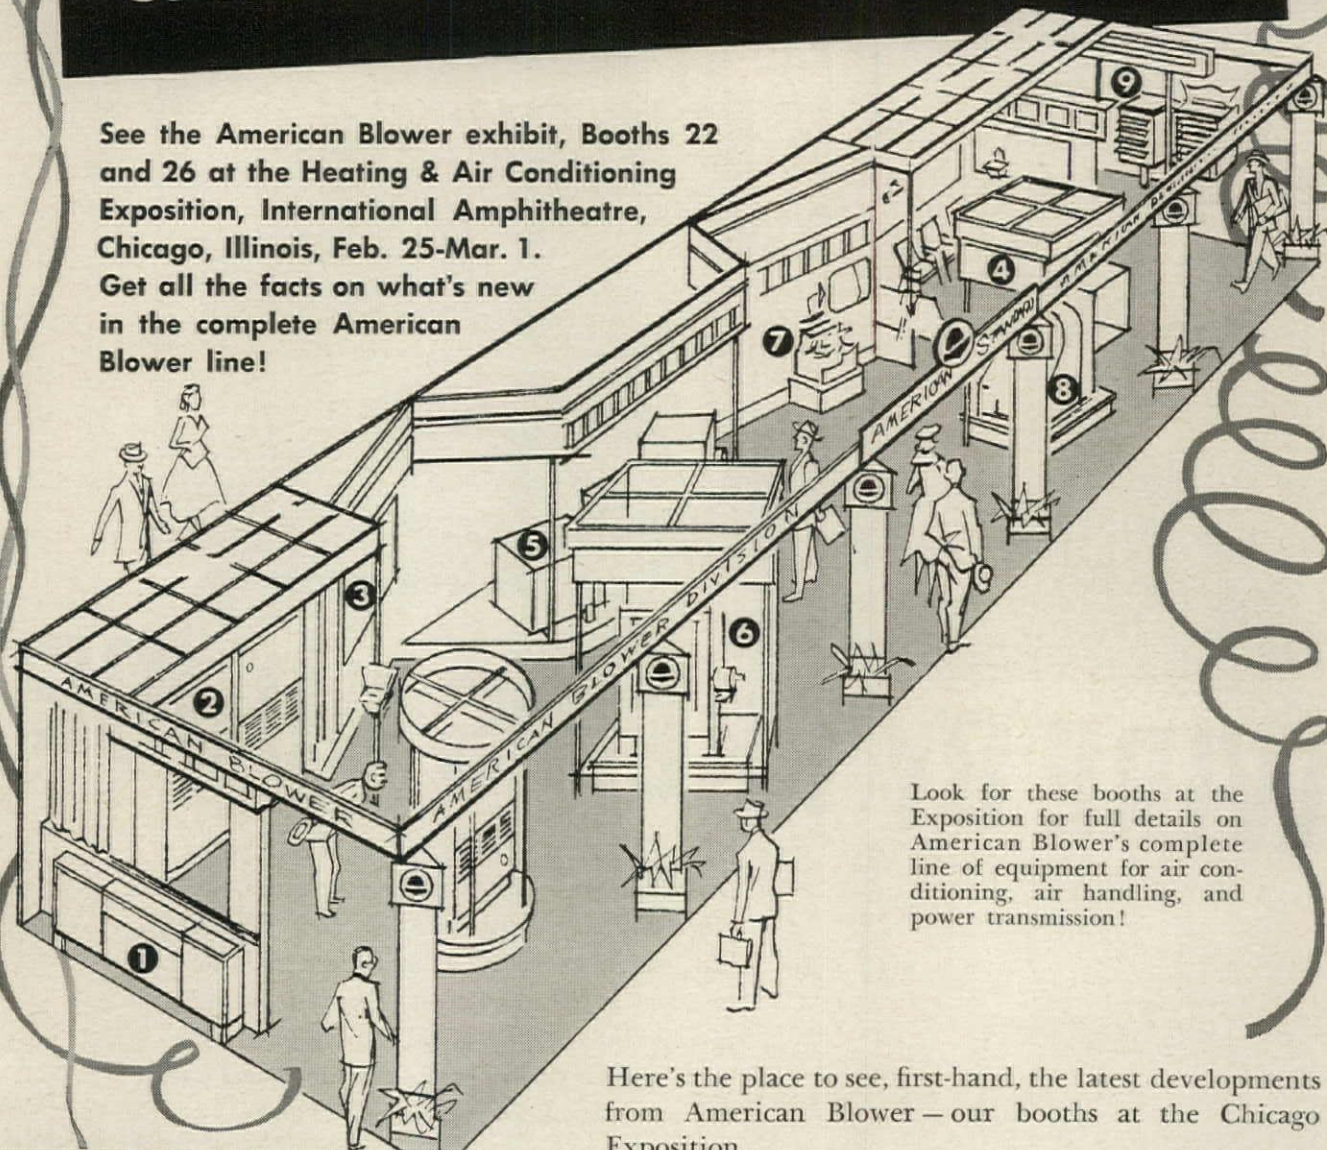 See the American Blower exhibit, Booths 22
and 26 at the Heating & Air Conditioning
Exposition, International Amphitheatre,
Chicago, Illinois, Feb. 25-Mar. 1.
Get all the facts on what's new
in the complete American
Blower line!
9
4
7
8
AMERICAN STANDARD
5
3
6
2
AMERICAN BLOWER
AMERICAN BLOWER DIVISION
1
Look for these booths at the
Exposition for full details on
American Blower's complete
line of equipment for air con-
ditioning, air handling, and
power transmission!
Here's the place to see, first-hand, the latest developments
from American Blower — our booths at the Chicago
Exposition